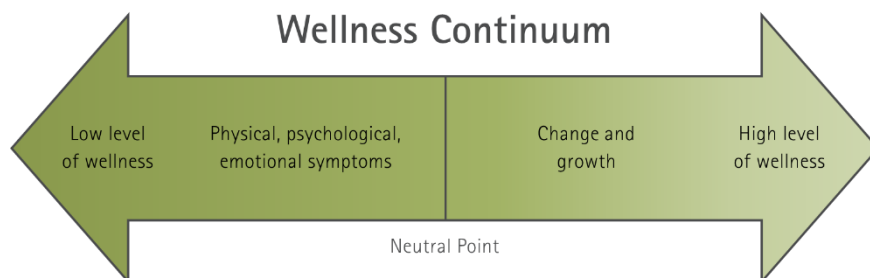 Wellness Continuum
Low level
of wellness
Physical, psychological,
emotional symptoms
Change and
growth
High level
of wellness
Neutral Point